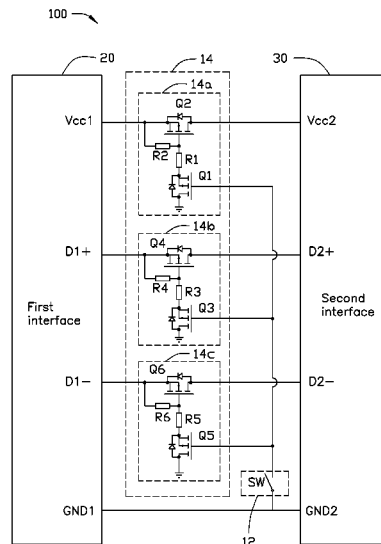 100
20
14
30
14a
Q2
Vcc1
Vcc2
R2
R1
Q1
14b
Q4
D1+
D2+
R4
R3
Q3
First
interface
Second
interface
14c
Q6
D1-
D2-
R6
R5
Q5
SW
GND1
GND2
12